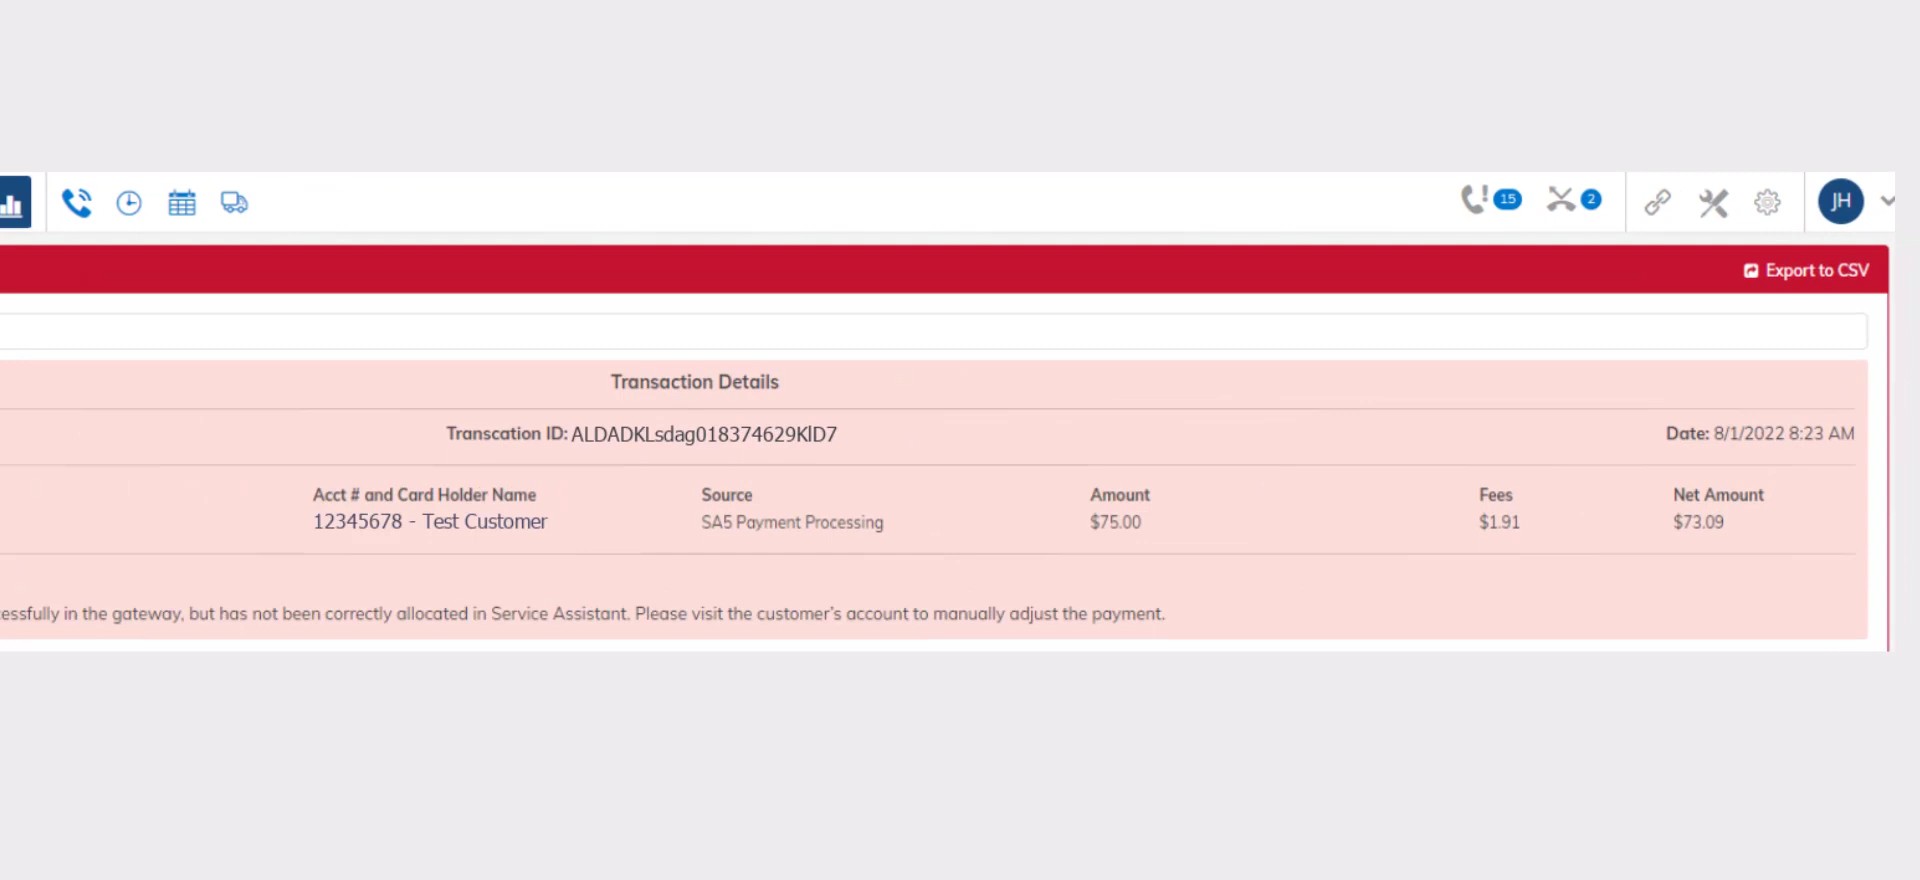 15 2 JH
Export to CSV
Transaction Details
Transcation ID: ALDADKLsdag018374629KlD7 Date: 8/1/2022 8:23 AM
Acct # and Card Holder Name Source Amount Fees Net Amount
12345678 - Test Customer SA5 Payment Processing $75.00 $1.91 $73.09
essfully in the gateway, but has not been correctly allocated in Service Assistant. Please visit the customer's account to manually adjust the payment.